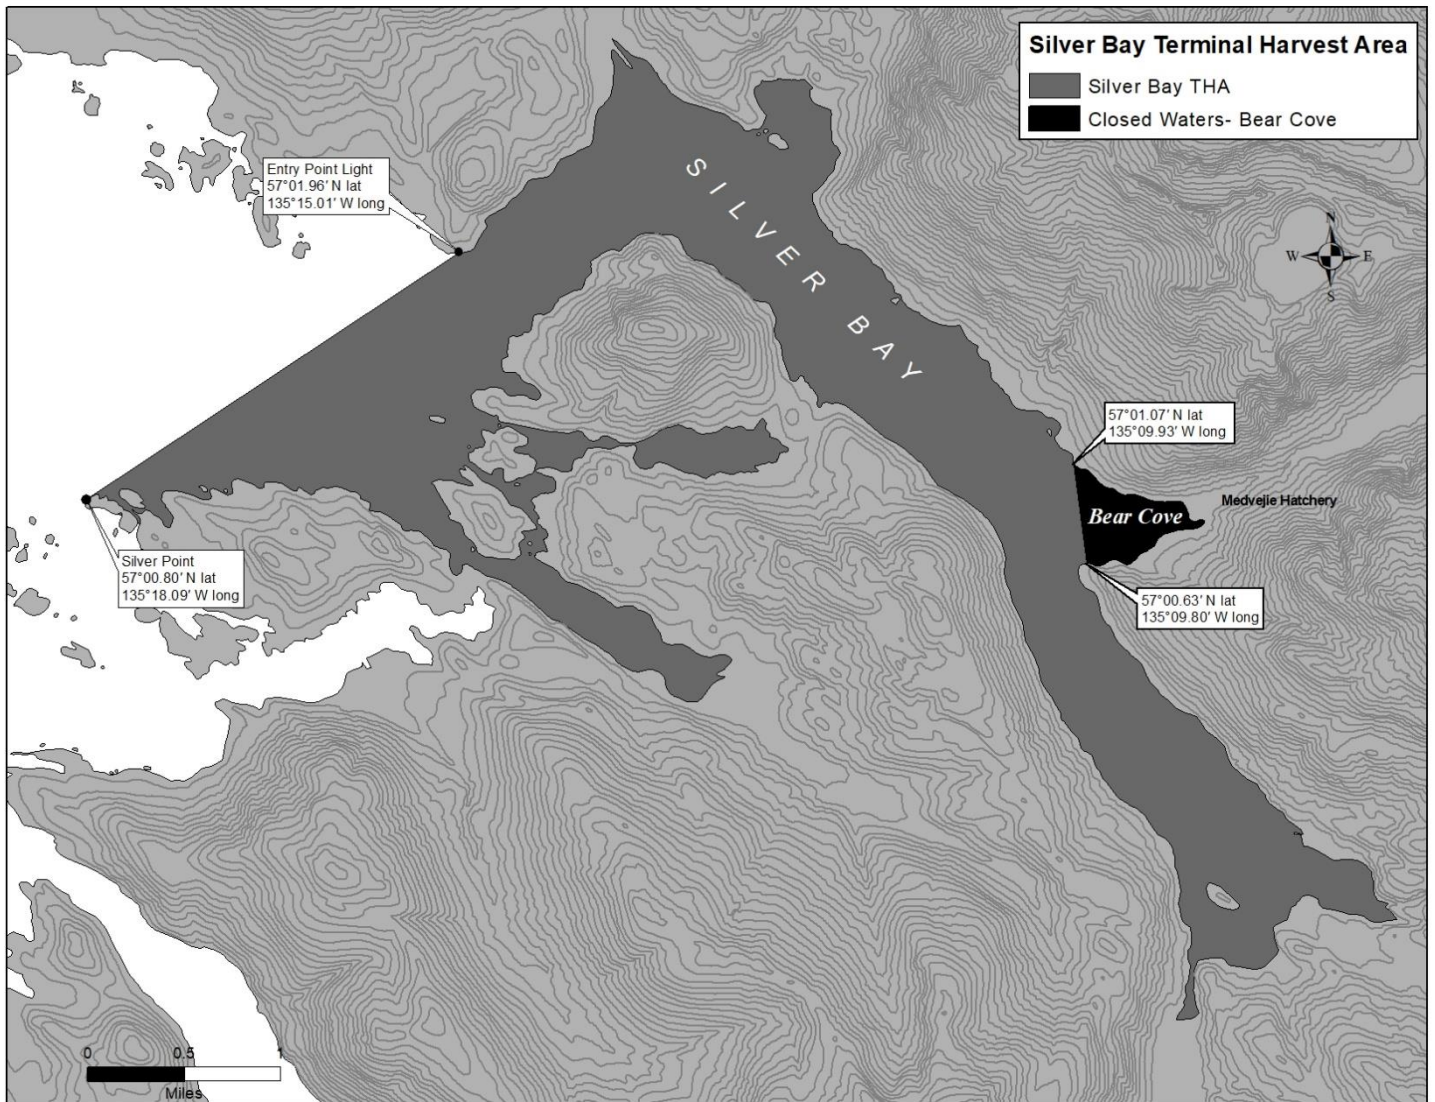 Silver Bay Terminal Harvest Area
Silver Bay THA
Closed Waters- Bear Cove
Entry Point Light
57°01.96' N lat
135°15.01' W long
SILVER BAY
N
W E
S
57°01.07' N lat
135°09.93' W long
Medvejie Hatchery
Bear Cove
Silver Point
57°00.80' N lat
135°18.09' W long
57°00.63' N lat
135°09.80' W long
0 0.5 1
Miles